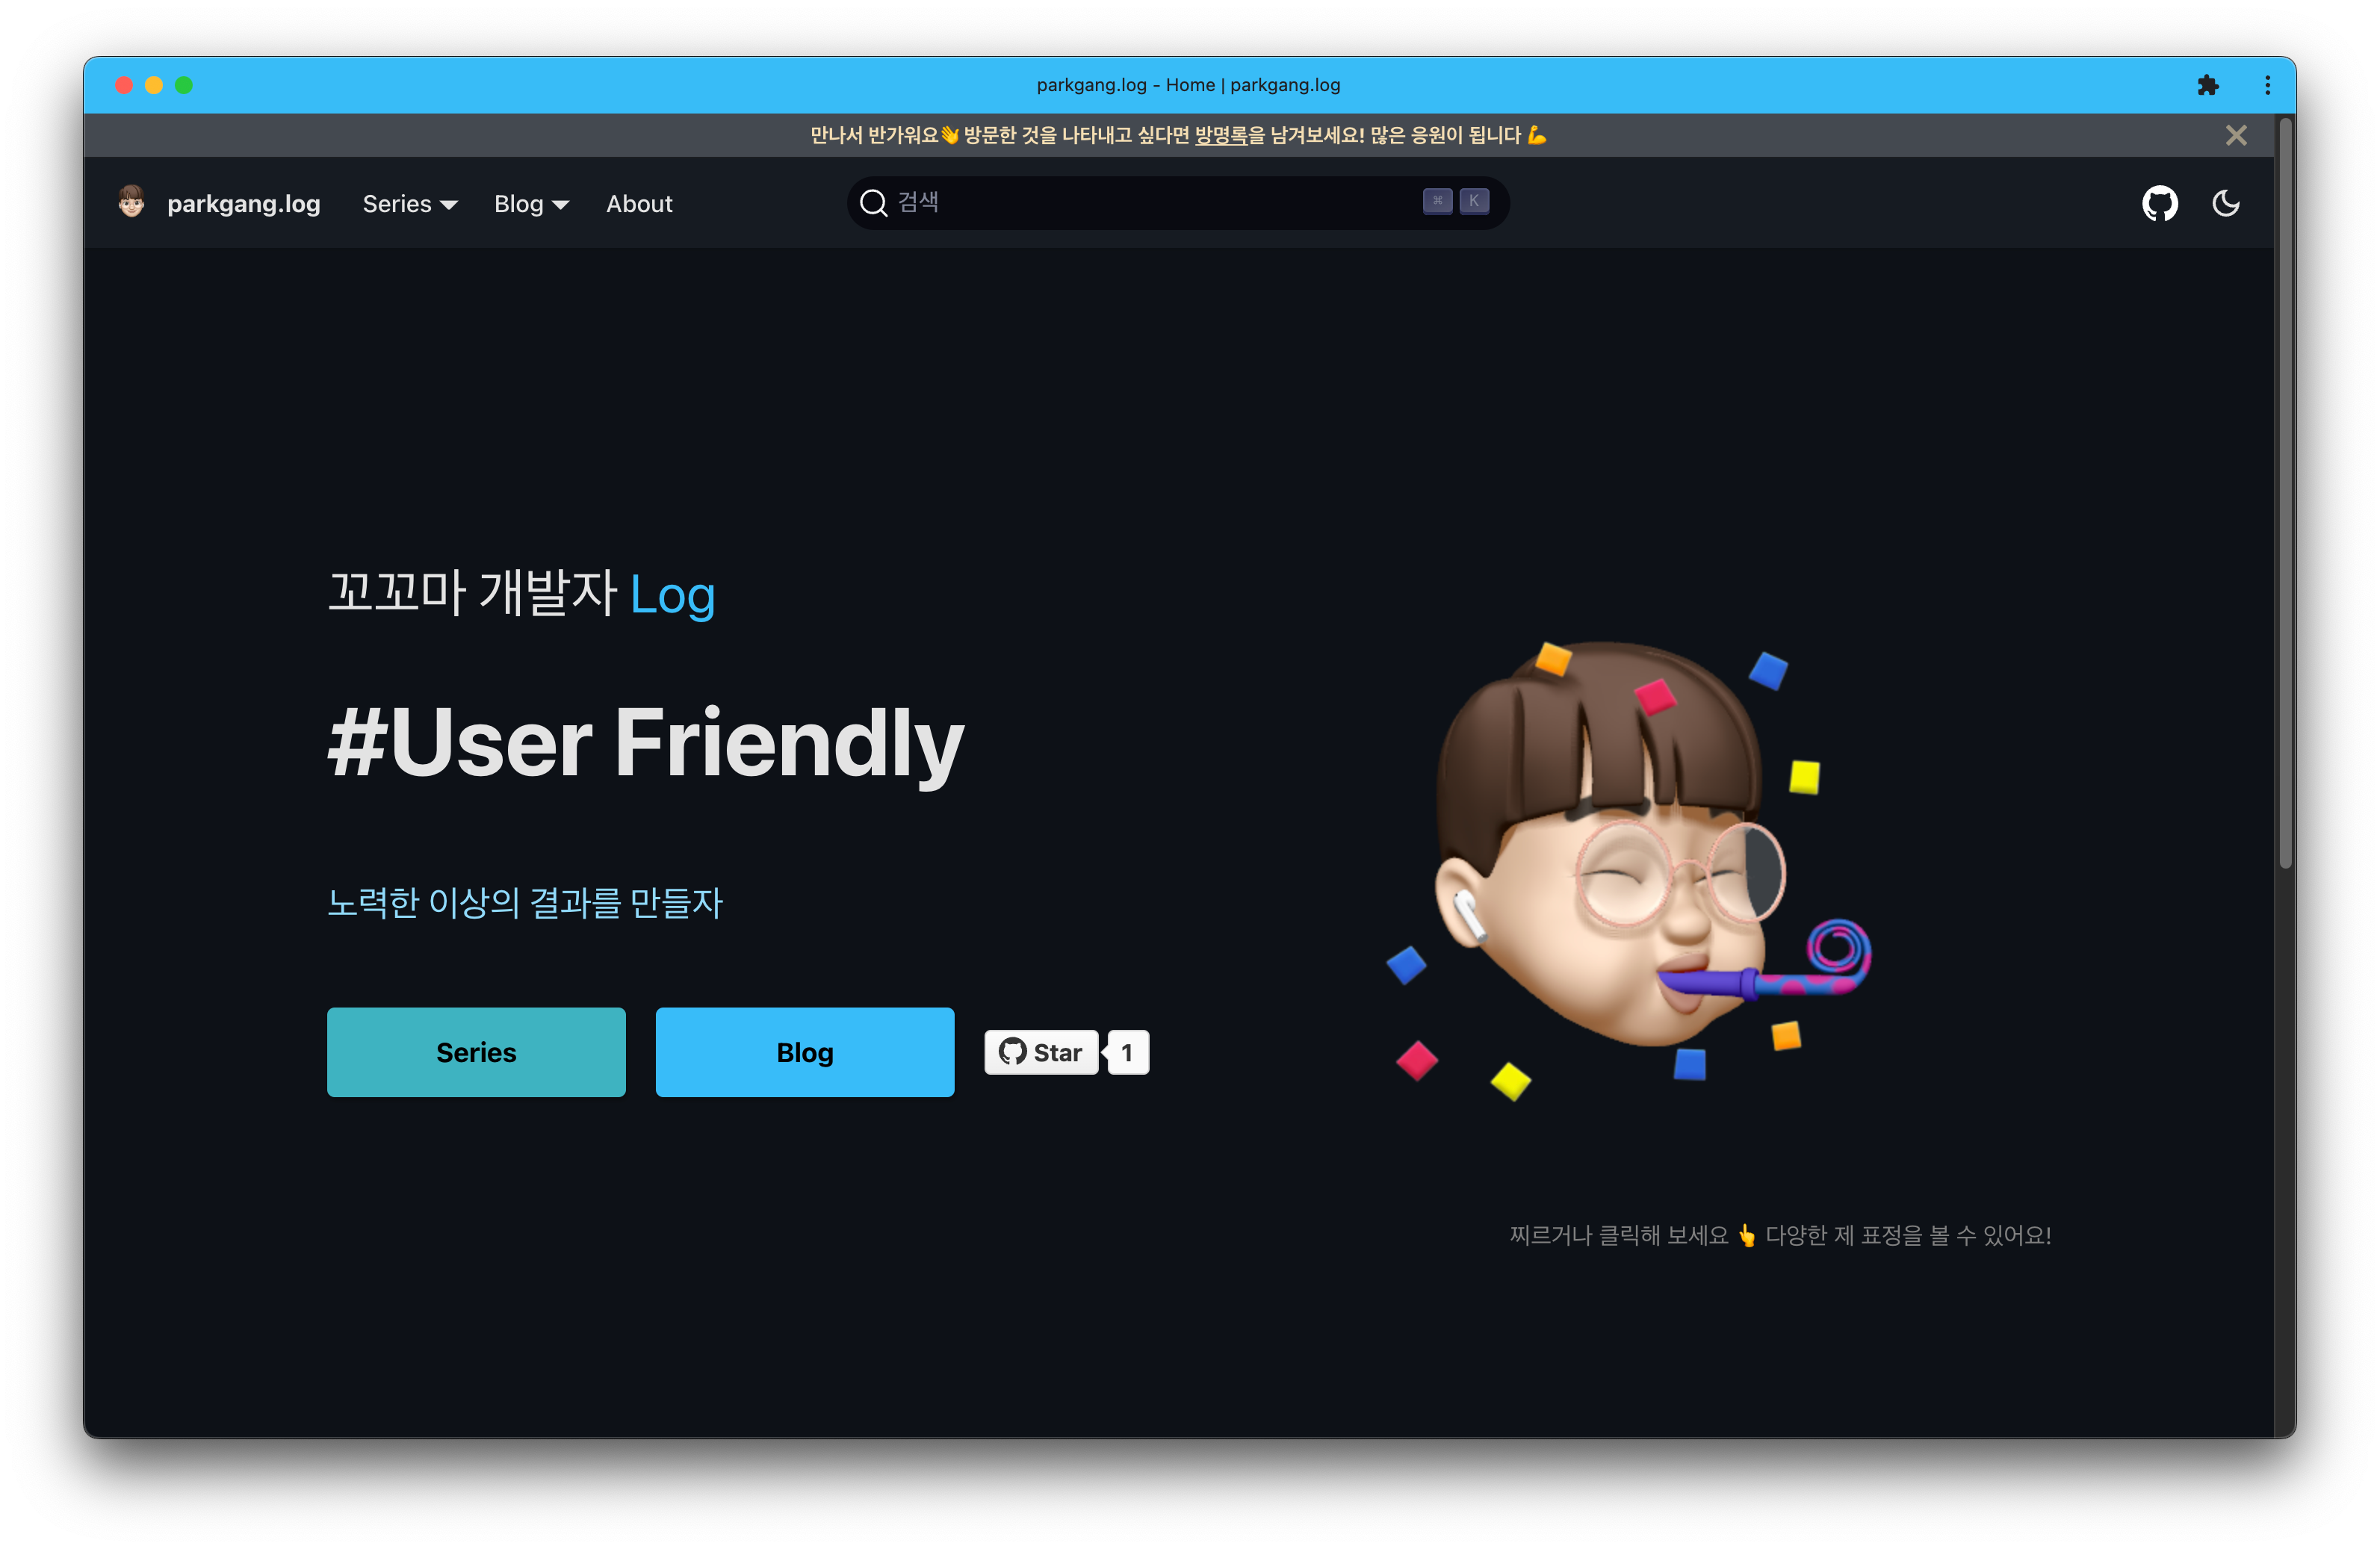 parkgang.log - Home | parkgang.log
만나서 반가워요👋 방문한 것을 나타내고 싶다면 방명록을 남겨보세요! 많은 응원이 됩니다 💪
parkgang.log Series Blog About 검색 ⌘ K
꼬꼬마 개발자 Log
#User Friendly
노력한 이상의 결과를 만들자
Series Blog Star 1
찌르거나 클릭해 보세요 👆 다양한 제 표정을 볼 수 있어요!